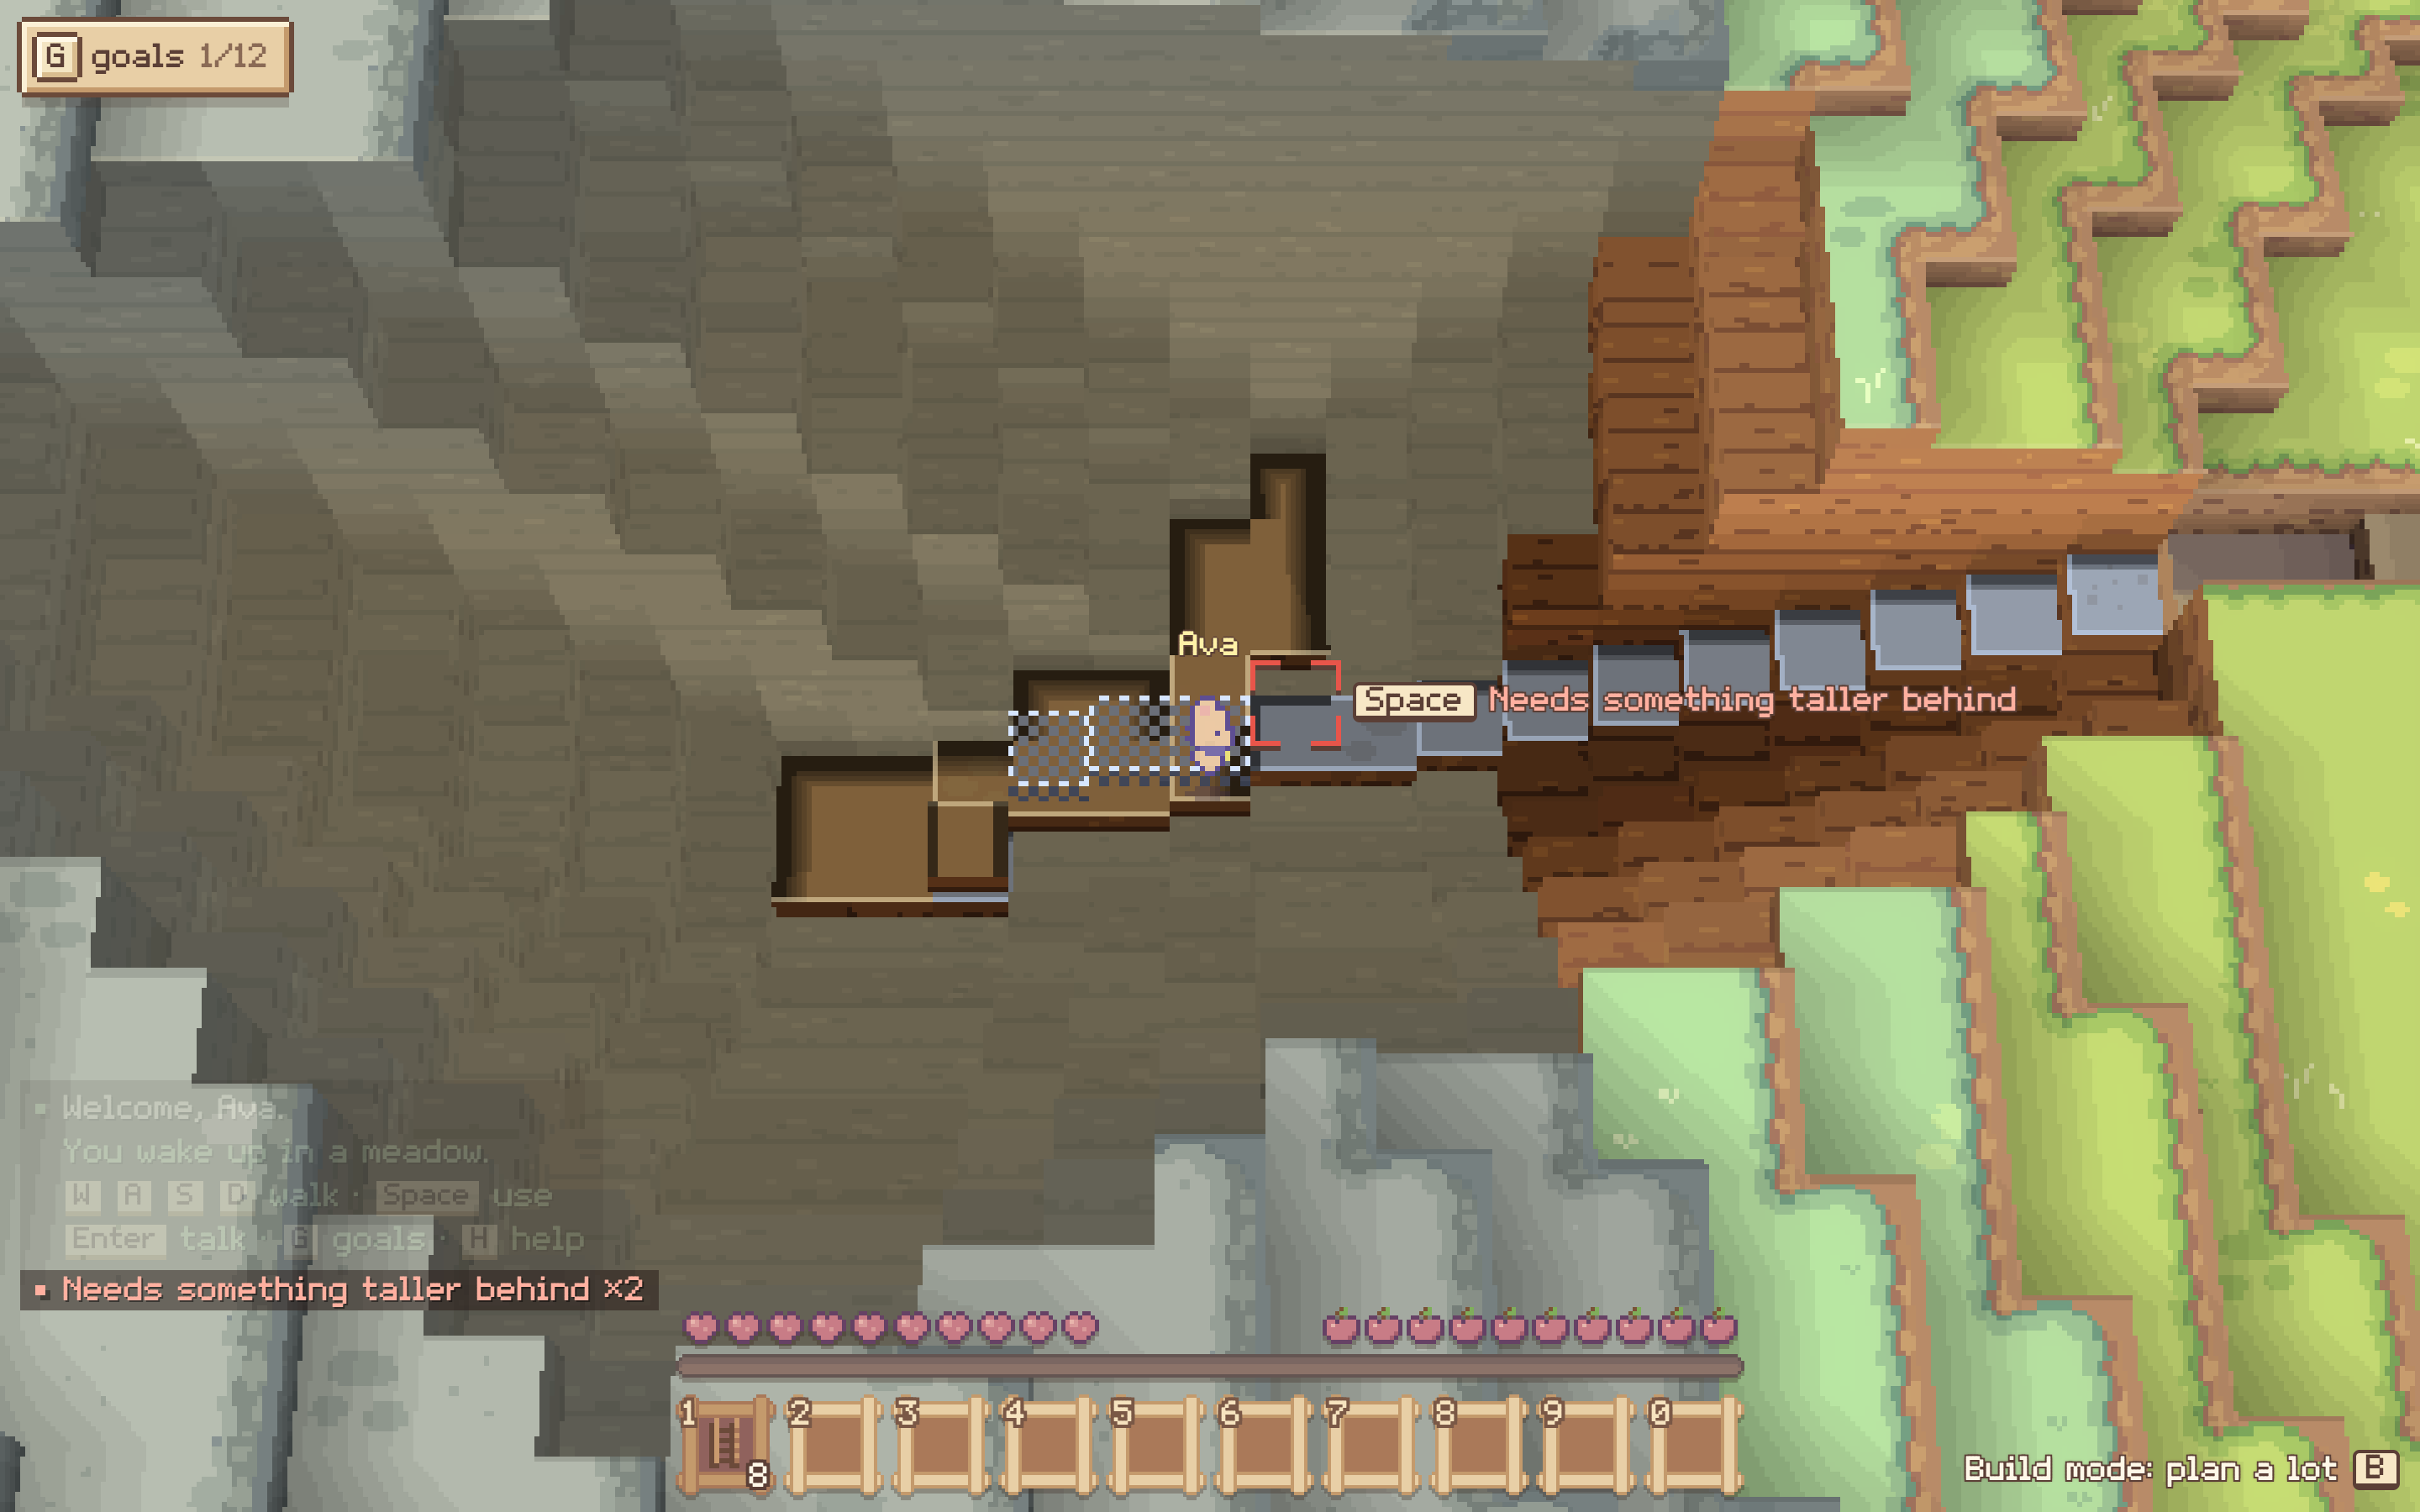 G goals 1/12
Ava
Space Needs something taller behind
Welcome, Ava.
You wake up in a meadow.
W A S D walk · Space use
Enter talk · G goals · H help
Needs something taller behind ×2
1 2 3 4 5 6 7 8 9 0
8
Build mode: plan a lot B